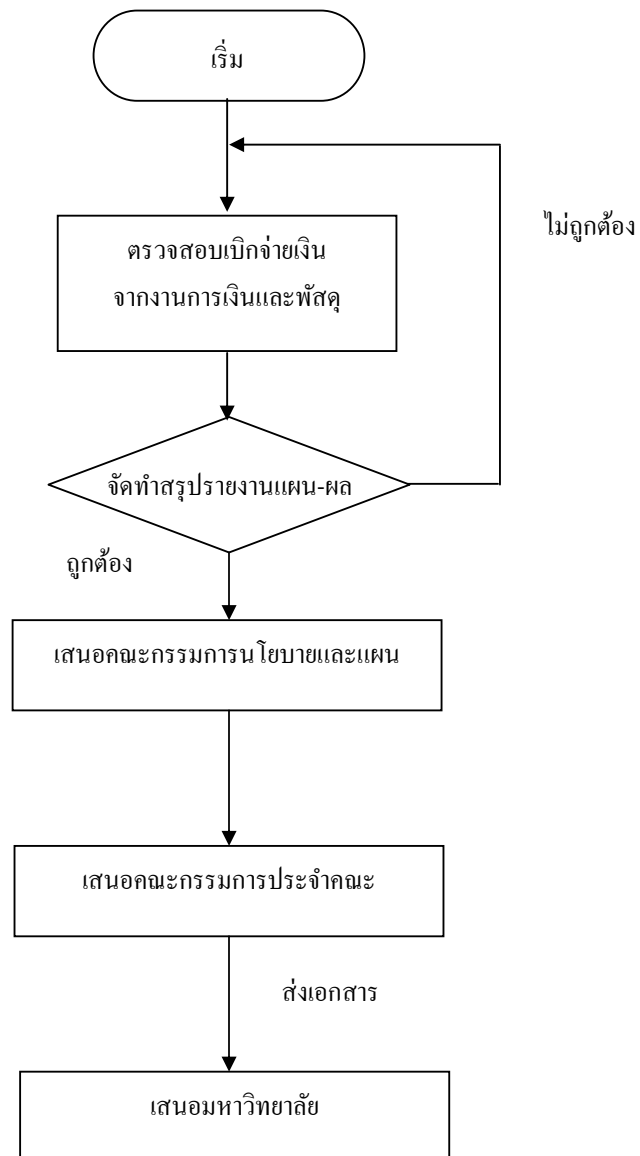 เริ่ม
ไม่ถูกต้อง
ตรวจสอบเบิกจ่ายเงิน
จากงานการเงินและพัสดุ
จัดทำสรุปรายงานแผน-ผล
ถูกต้อง
เสนอคณะกรรมการนโยบายและแผน
เสนอคณะกรรมการประจำคณะ
ส่งเอกสาร
เสนอมหาวิทยาลัย